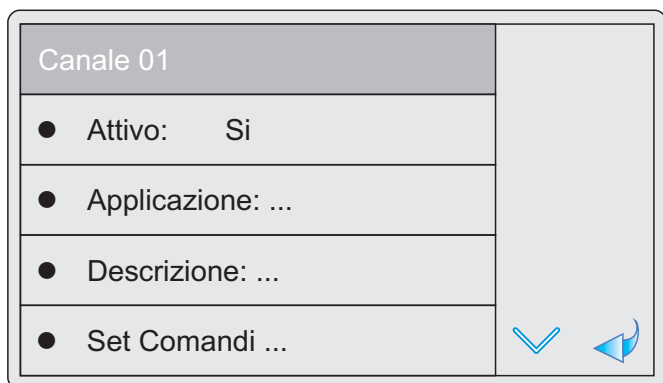 Canale 01
● Attivo: Si
● Applicazione: ...
● Descrizione: ...
● Set Comandi ...